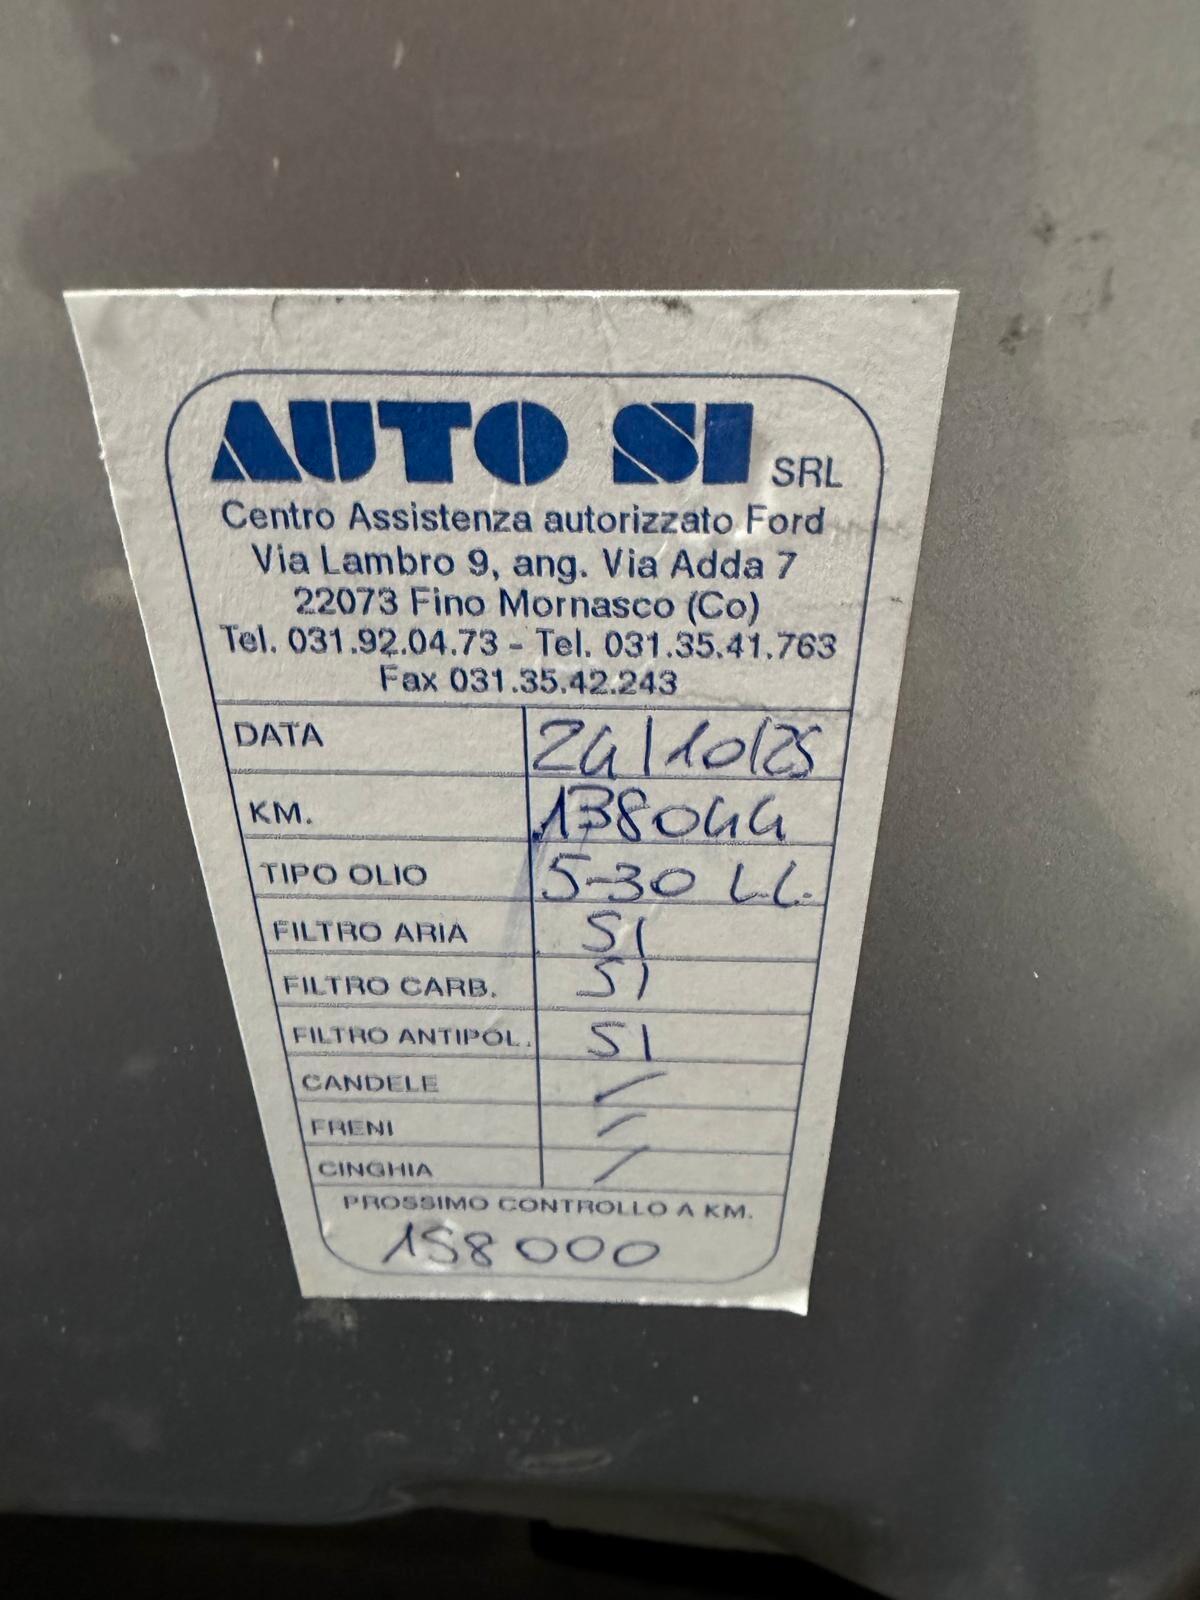 AUTO SI SRL
Centro Assistenza autorizzato Ford
Via Lambro 9, ang. Via Adda 7
22073 Fino Mornasco (Co)
Tel. 031.92.04.73 - Tel. 031.35.41.763
Fax 031.35.42.243
DATA 24/10/25
KM. 138044
TIPO OLIO 5-30 L.L.
FILTRO ARIA SI
FILTRO CARB. SI
FILTRO ANTIPOL. SI
CANDELE /
FRENI /
CINGHIA /
PROSSIMO CONTROLLO A KM.
158000